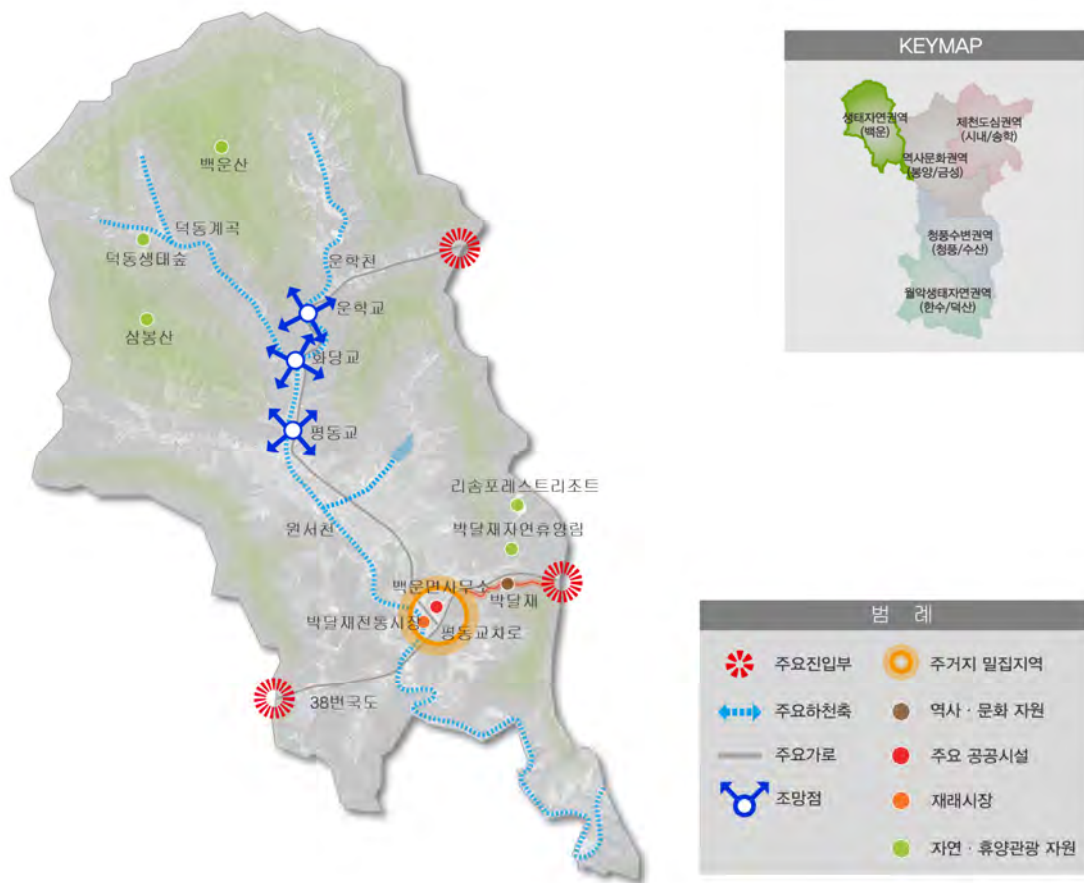 KEYMAP
생태자연권역
(백운)
제천도심권역
(시내/송학)
역사문화권역
(봉양/금성)
청풍수변권역
(청풍/수산)
월악생태자연권역
(한수/덕산)
백운산
덕동계곡
덕동생태숲
운학천
운학교
삼봉산
화당교
평동교
리솜포레스트리조트
원서천
박달재자연휴양림
백운면사무소
박달재
박달재전통시장
평동교차로
38번국도
범 례
주요진입부
주거지 밀집지역
주요하천축
역사 · 문화 자원
주요가로
주요 공공시설
조망점
재래시장
자연 · 휴양관광 자원